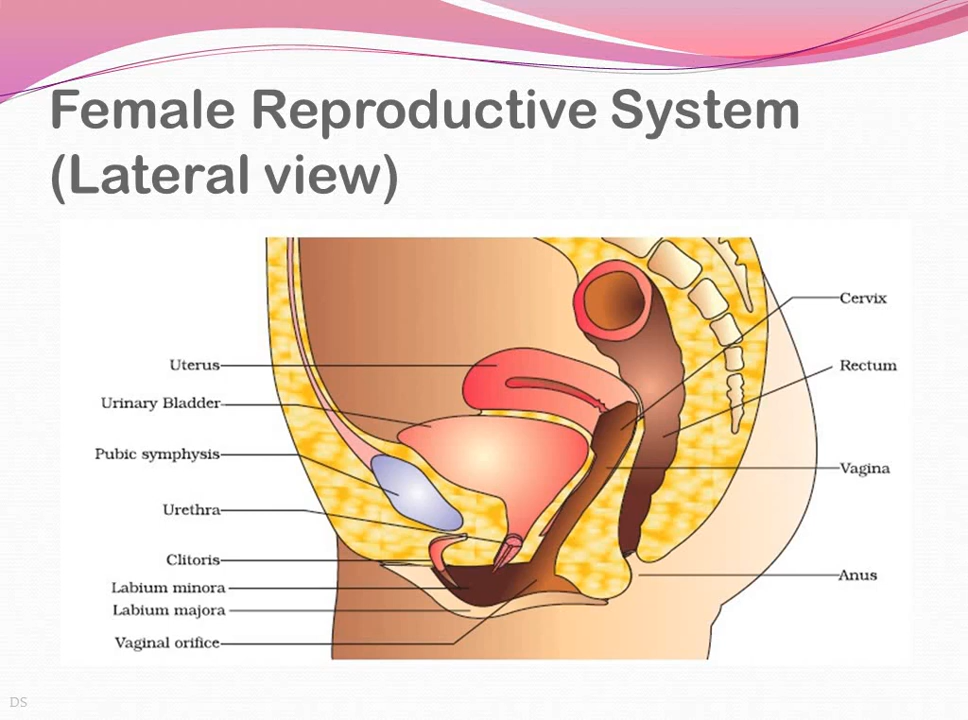 Female Reproductive System
(Lateral view)
Uterus
Urinary Bladder
Pubic symphysis
Urethra
Clitoris
Labium minora
Labium majora
Vaginal orifice
Cervix
Rectum
Vagina
Anus
DS